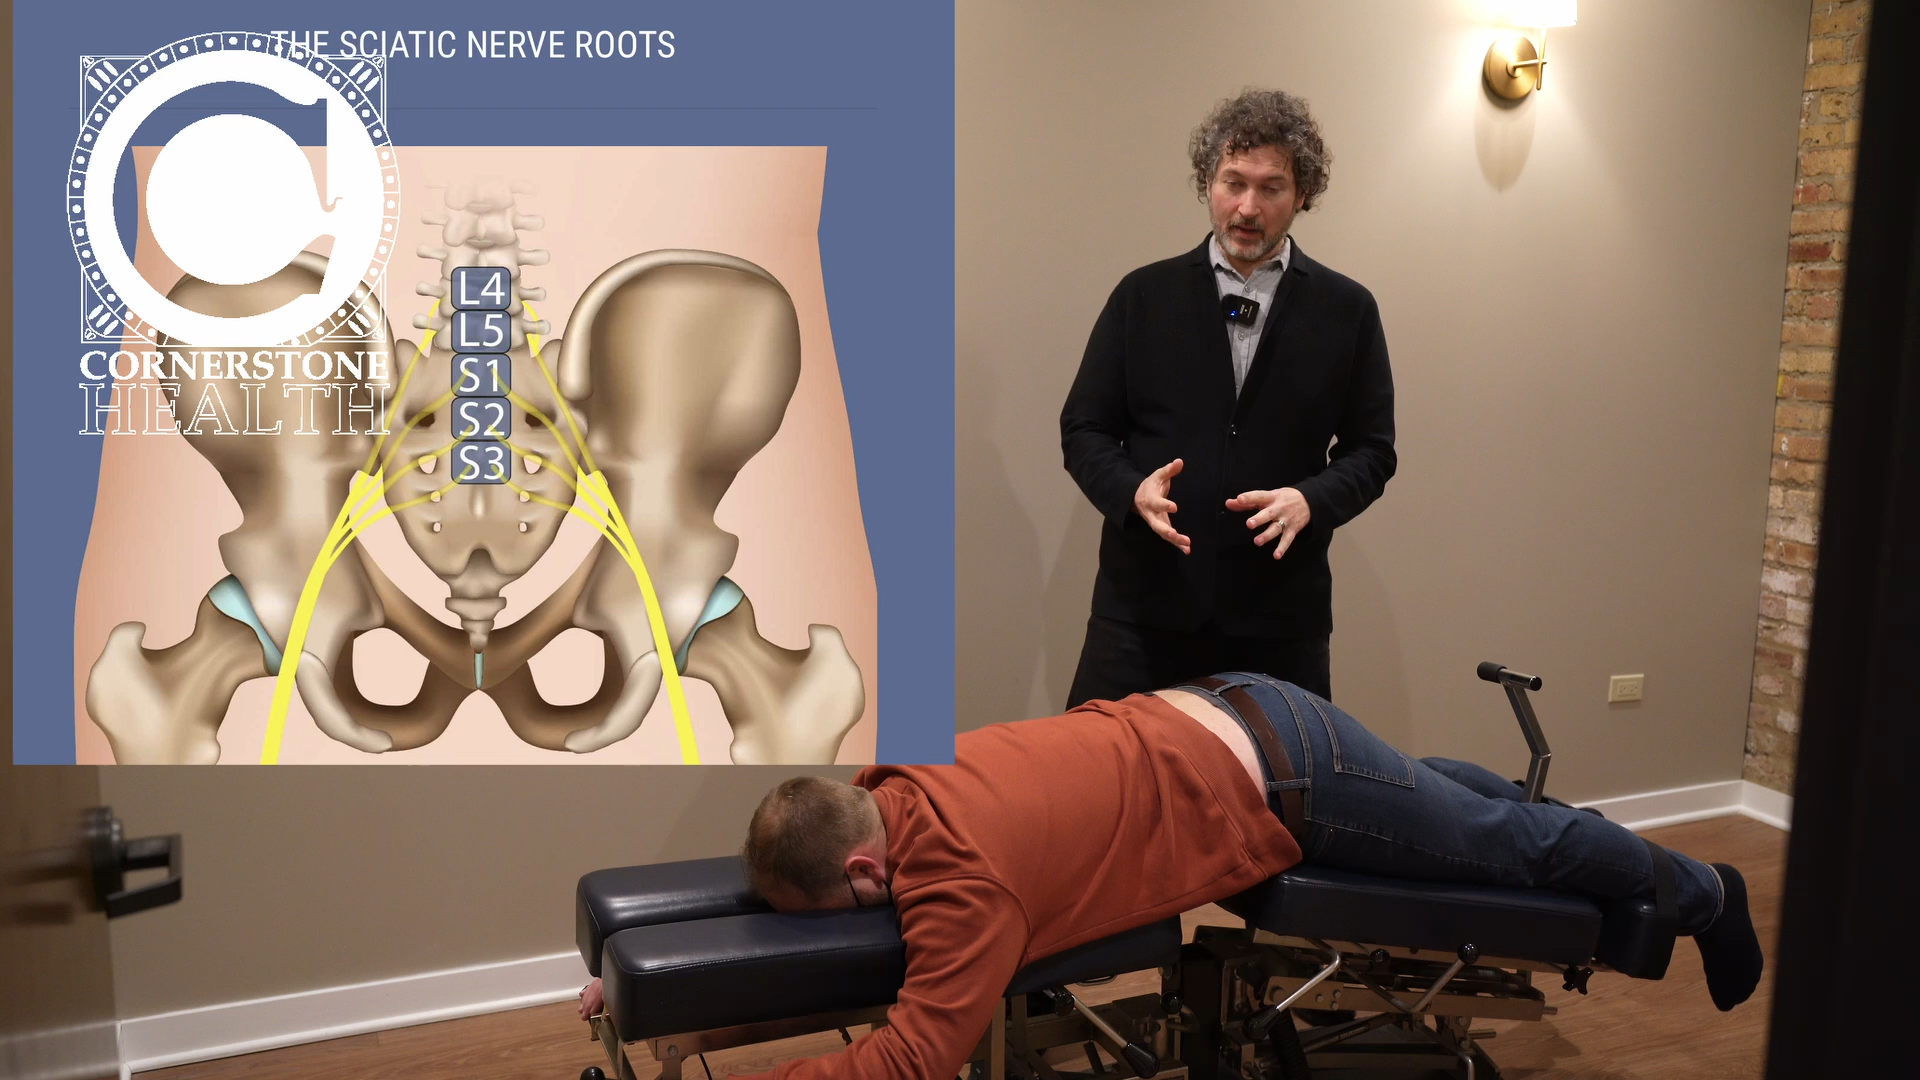 THE SCIATIC NERVE ROOTS
CORNERSTONE
HEALTH
L4
L5
S1
S2
S3